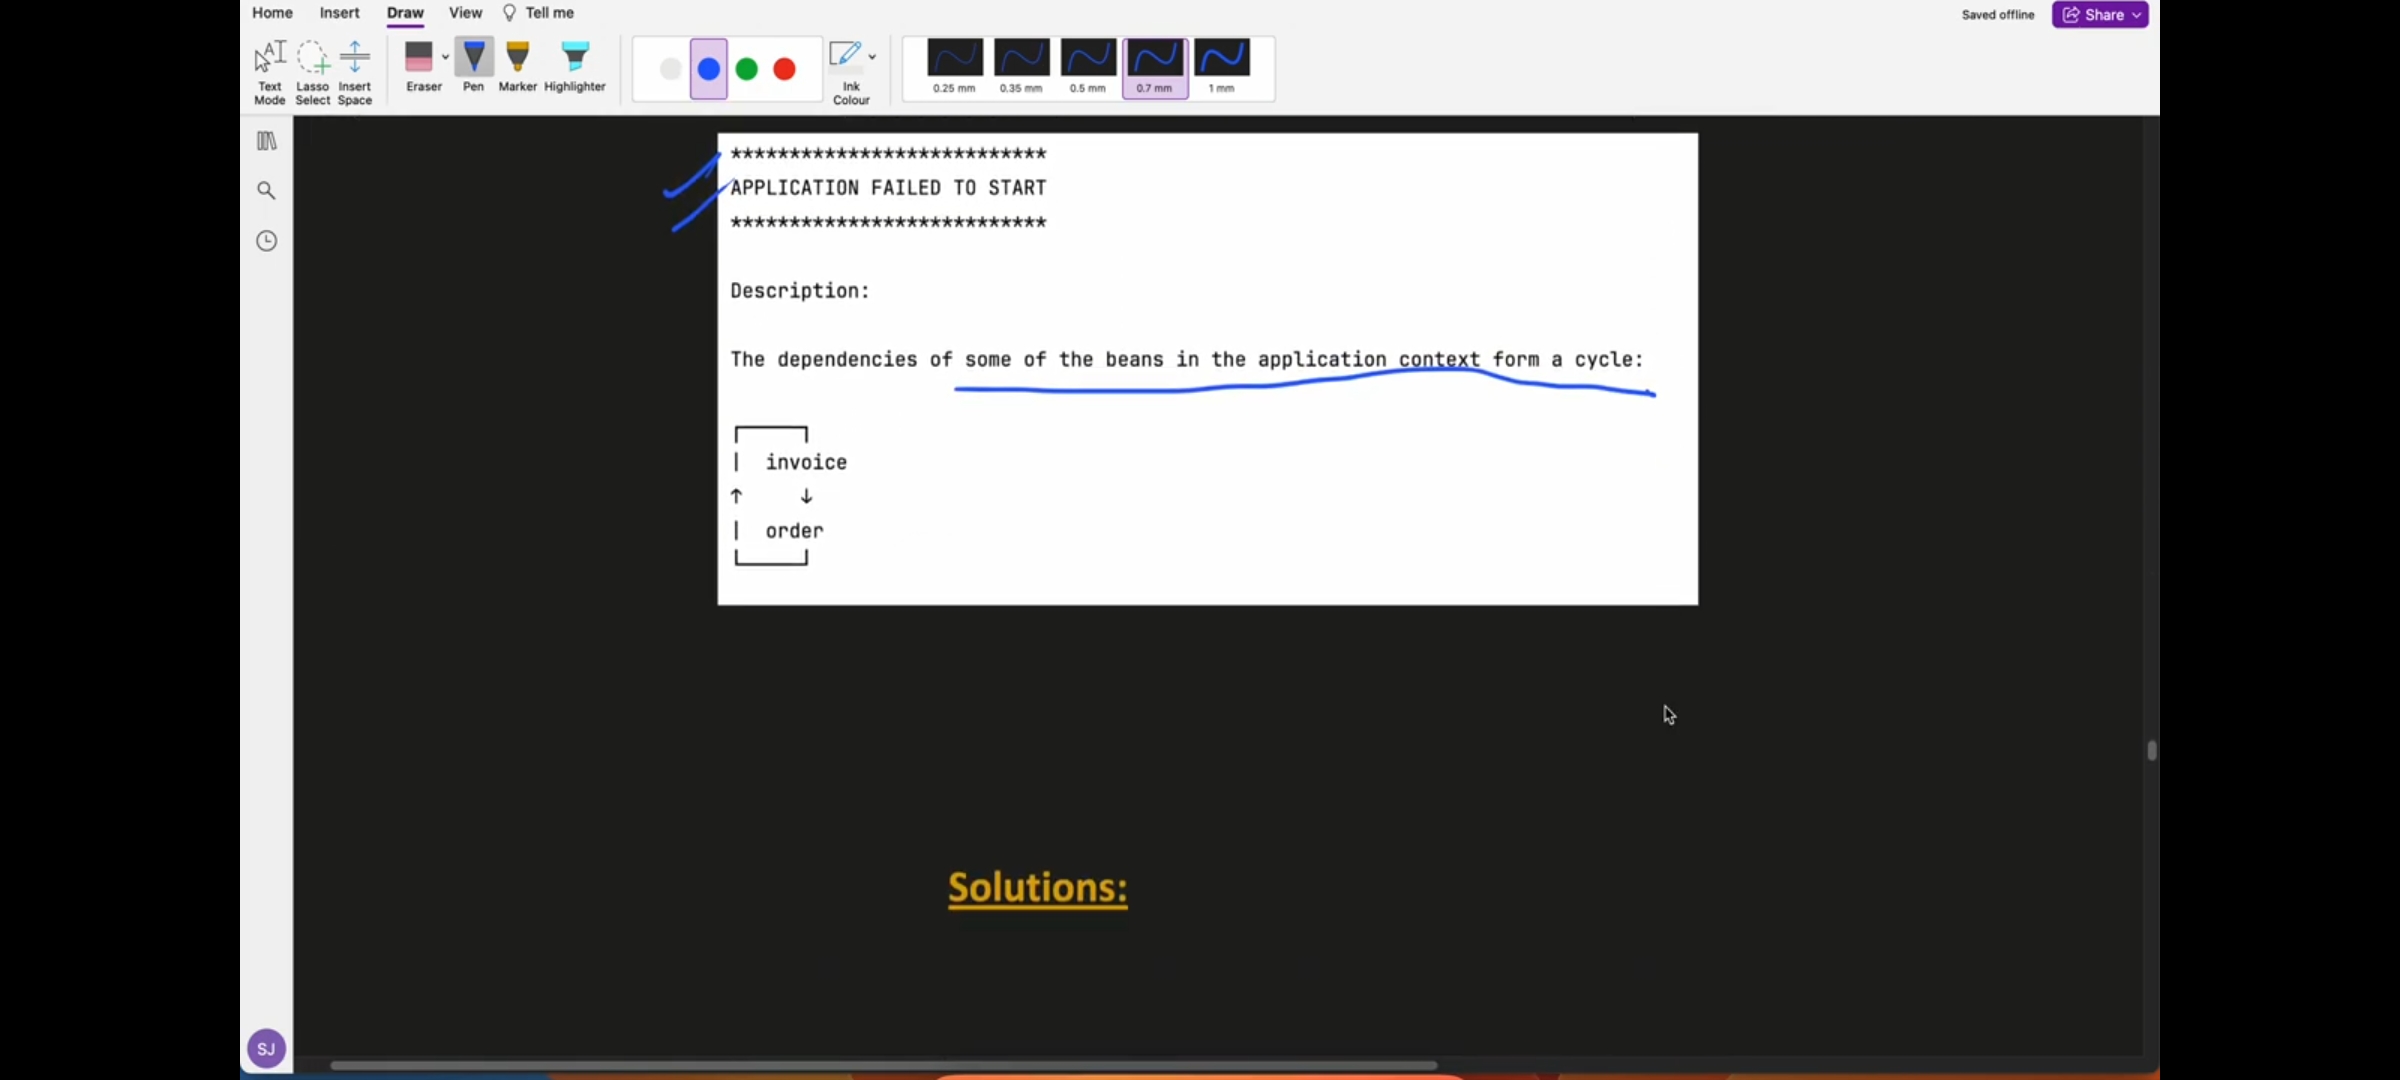 Home Insert Draw View Tell me
Saved offline
Share
Text Mode
Lasso Select
Insert Space
Eraser
Pen
Marker
Highlighter
Ink Colour
0.25 mm
0.35 mm
0.5 mm
0.7 mm
1 mm
***************************
APPLICATION FAILED TO START
***************************
Description:
The dependencies of some of the beans in the application context form a cycle:
┌─────┐
|  invoice
↑     ↓
|  order
└─────┘
Solutions:
SJ